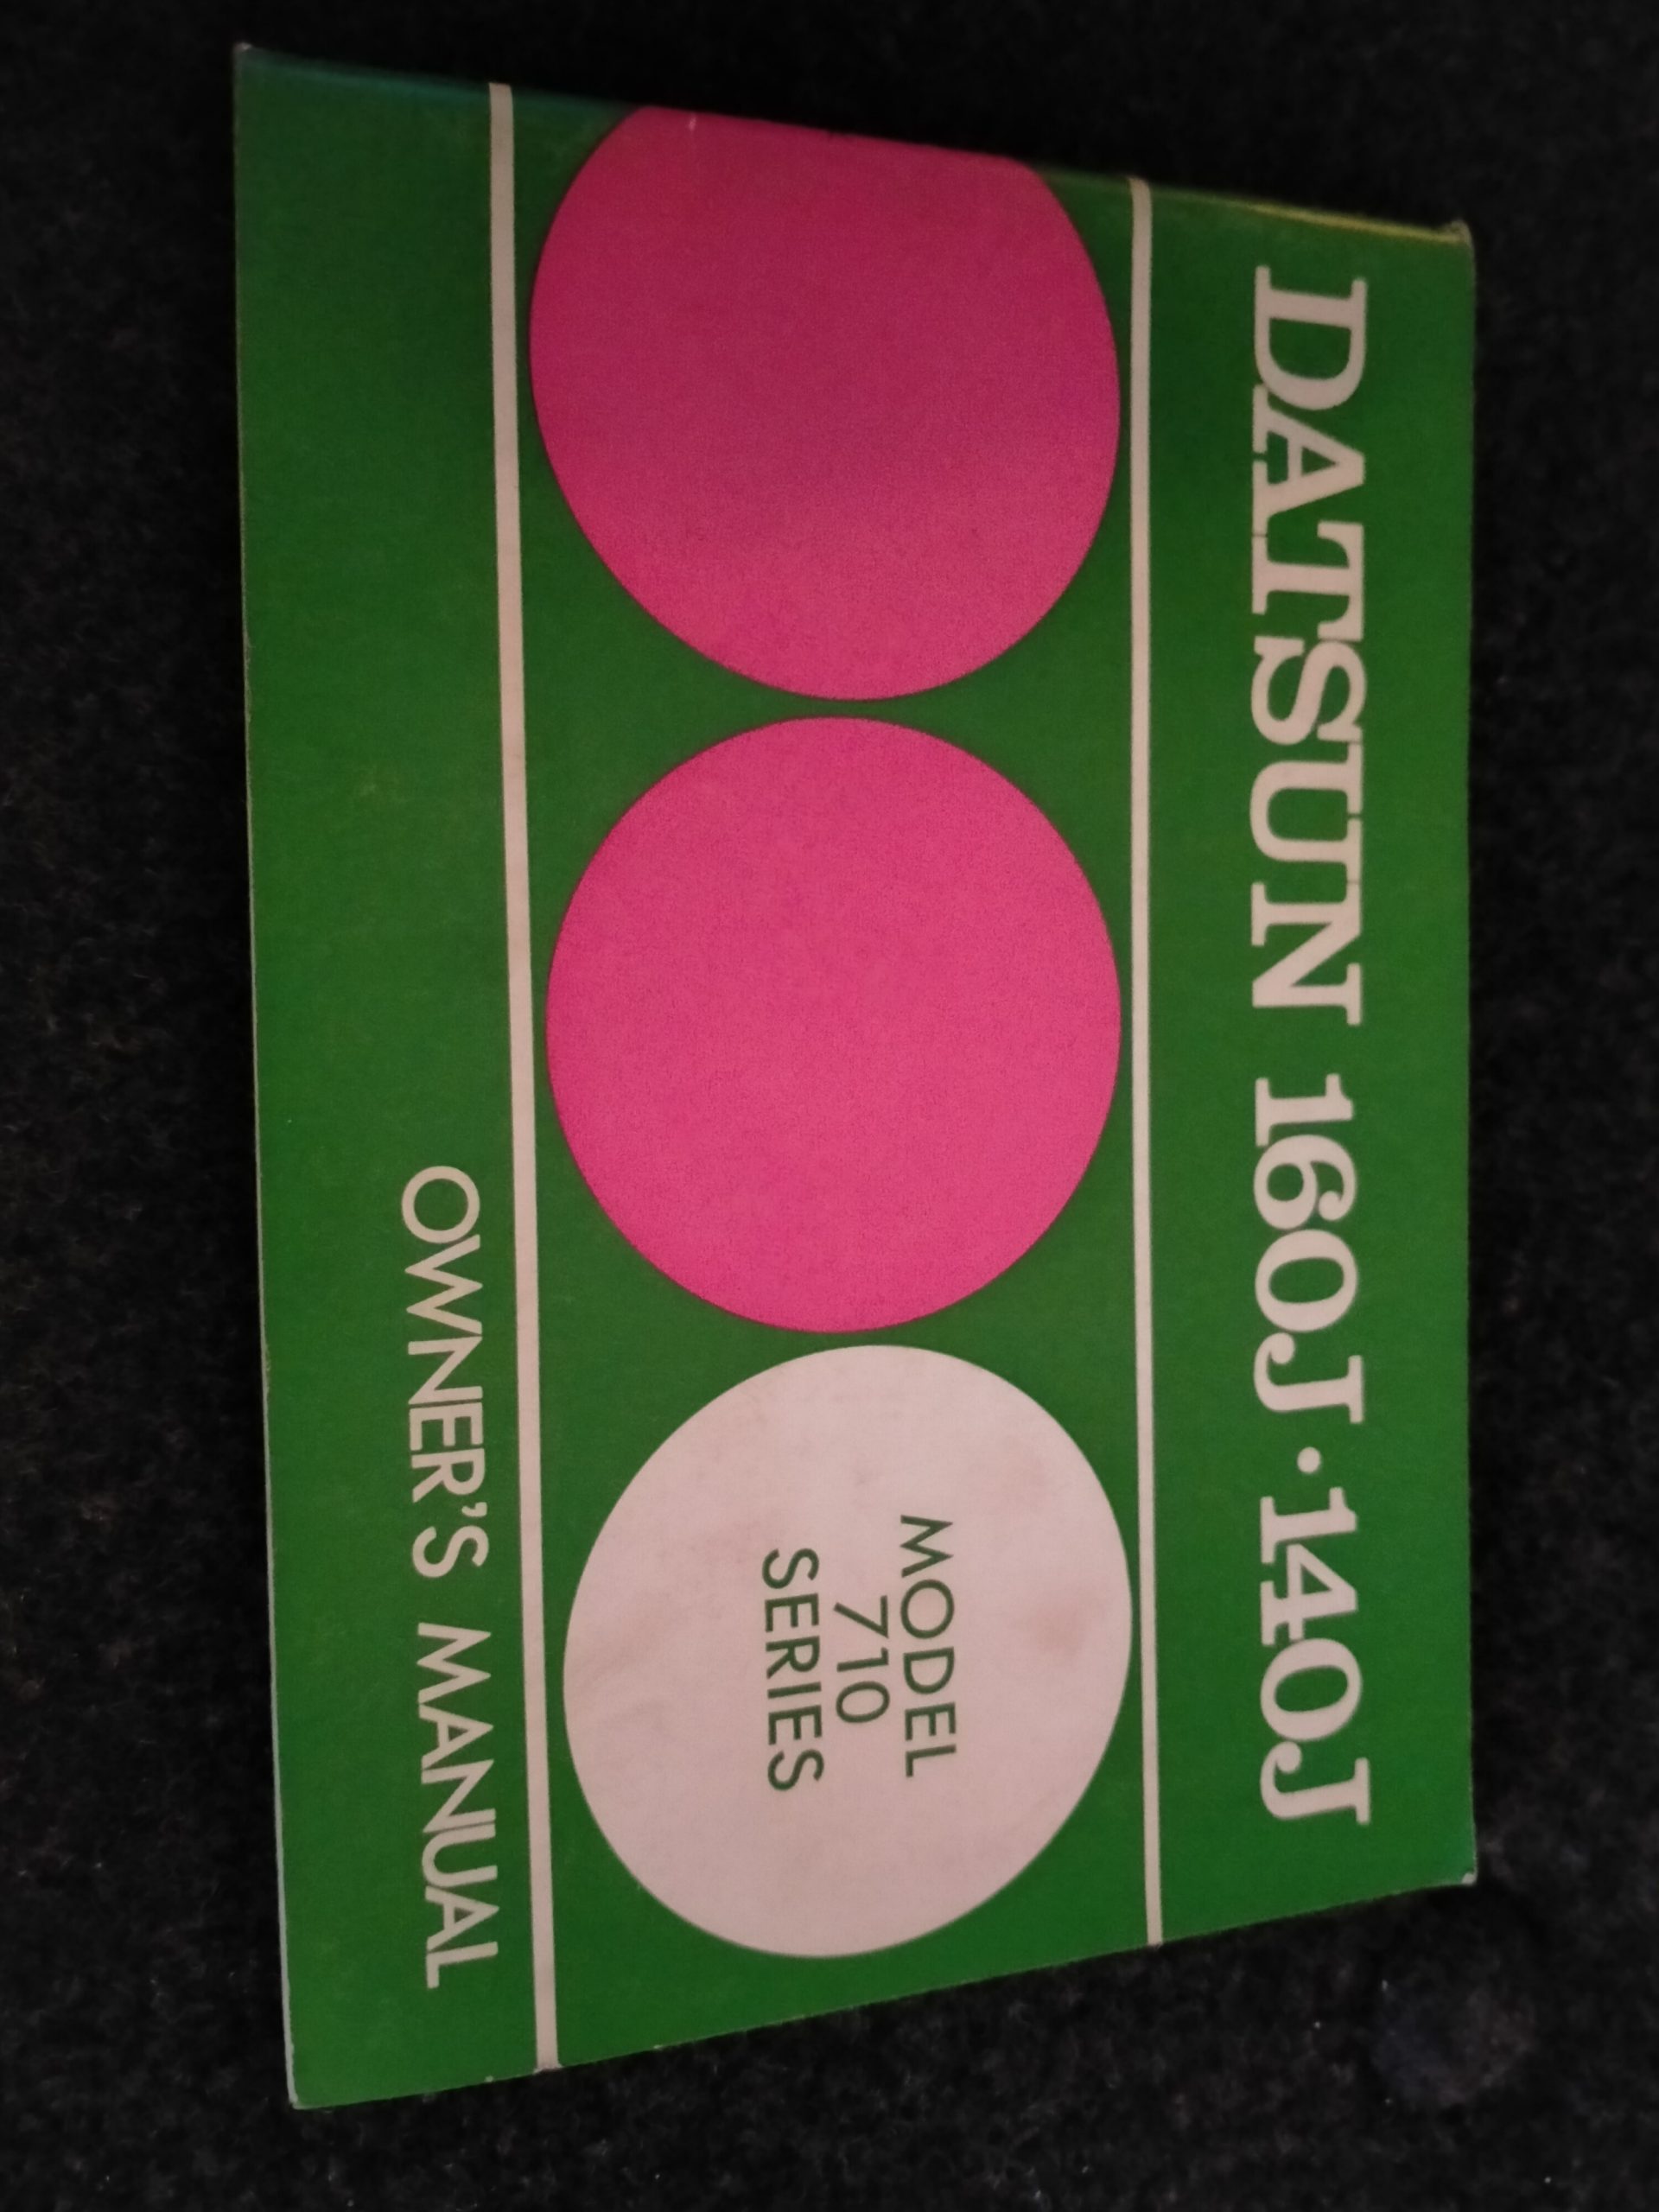 DATSUN 160J·140J
MODEL
710
SERIES
OWNER'S MANUAL